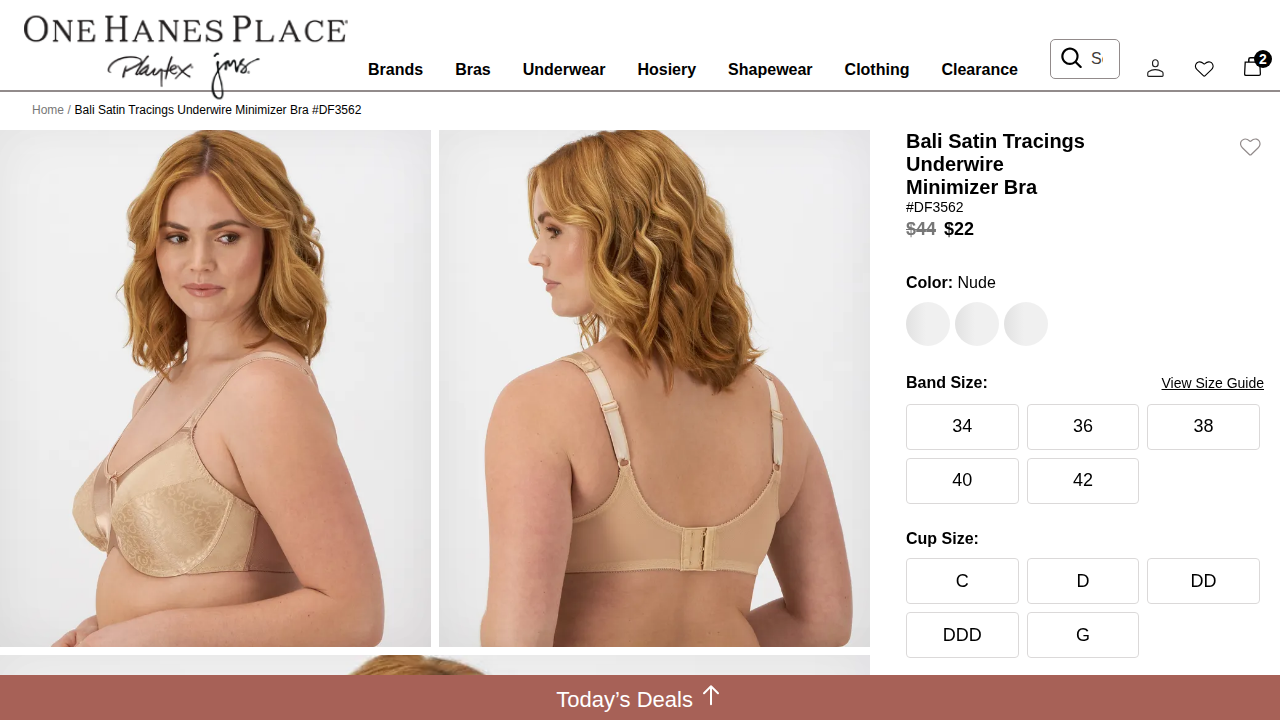 ONE HANES PLACE
Playtex jms.
Brands Bras Underwear Hosiery Shapewear Clothing Clearance
2
Home / Bali Satin Tracings Underwire Minimizer Bra #DF3562
Bali Satin Tracings
Underwire
Minimizer Bra
#DF3562
$44 $22
Color: Nude
Band Size: View Size Guide
34 36 38
40 42
Cup Size:
C D DD
DDD G
Today’s Deals